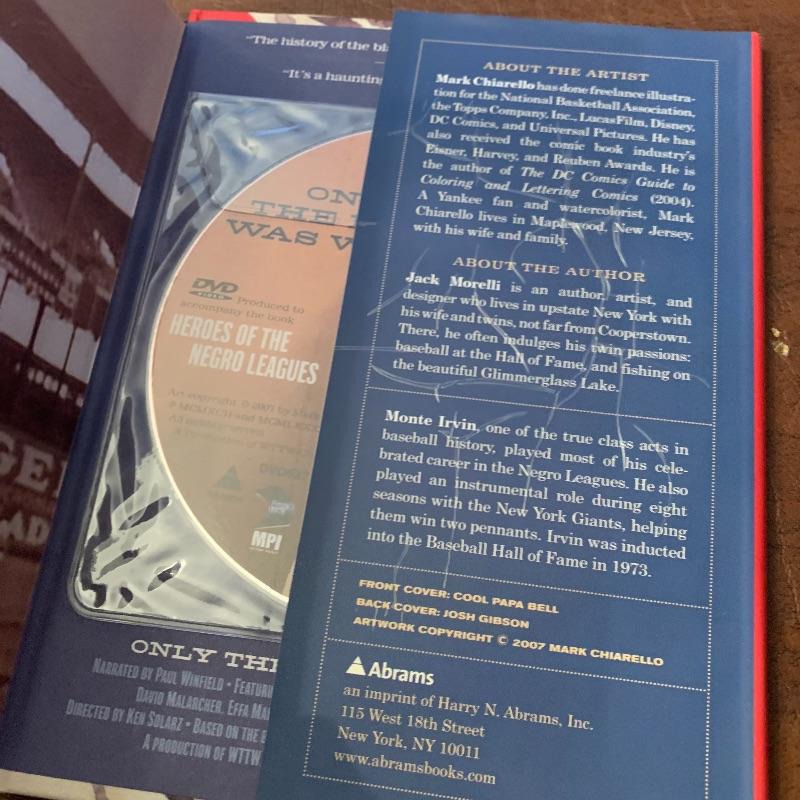 "The history of the bla
"It's a haunting
ON
THE
WAS W
DVD
VIDEO
Produced to
accompany the book
HEROES OF THE
NEGRO LEAGUES
Art copyright © 2007 by Mark
All
MPI
ONLY THE
NARRATED BY PAUL WINFIELD • FEATURI
DAVID MALARCHER, EFFA MA
DIRECTED BY KEN SOLARZ • BASED ON THE
A PRODUCTION OF WTTW
ABOUT THE ARTIST
Mark Chiarello has done freelance illustra-
tion for the National Basketball Association,
the Topps Company, Inc., LucasFilm, Disney,
DC Comics, and Universal Pictures. He has
also received the comic book industry's
Eisner, Harvey, and Reuben Awards. He is
the author of The DC Comics Guide to
Coloring and Lettering Comics (2004).
A Yankee fan and watercolorist, Mark
Chiarello lives in Maplewood, New Jersey,
with his wife and family.
ABOUT THE AUTHOR
Jack Morelli is an author, artist, and
designer who lives in upstate New York with
his wife and twins, not far from Cooperstown.
There, he often indulges his twin passions:
baseball at the Hall of Fame, and fishing on
the beautiful Glimmerglass Lake.
Monte Irvin, one of the true class acts in
baseball history, played most of his cele-
brated career in the Negro Leagues. He also
played an instrumental role during eight
seasons with the New York Giants, helping
them win two pennants. Irvin was inducted
into the Baseball Hall of Fame in 1973.
FRONT COVER: COOL PAPA BELL
BACK COVER: JOSH GIBSON
ARTWORK COPYRIGHT © 2007 MARK CHIARELLO
Abrams
an imprint of Harry N. Abrams, Inc.
115 West 18th Street
New York, NY 10011
www.abramsbooks.com